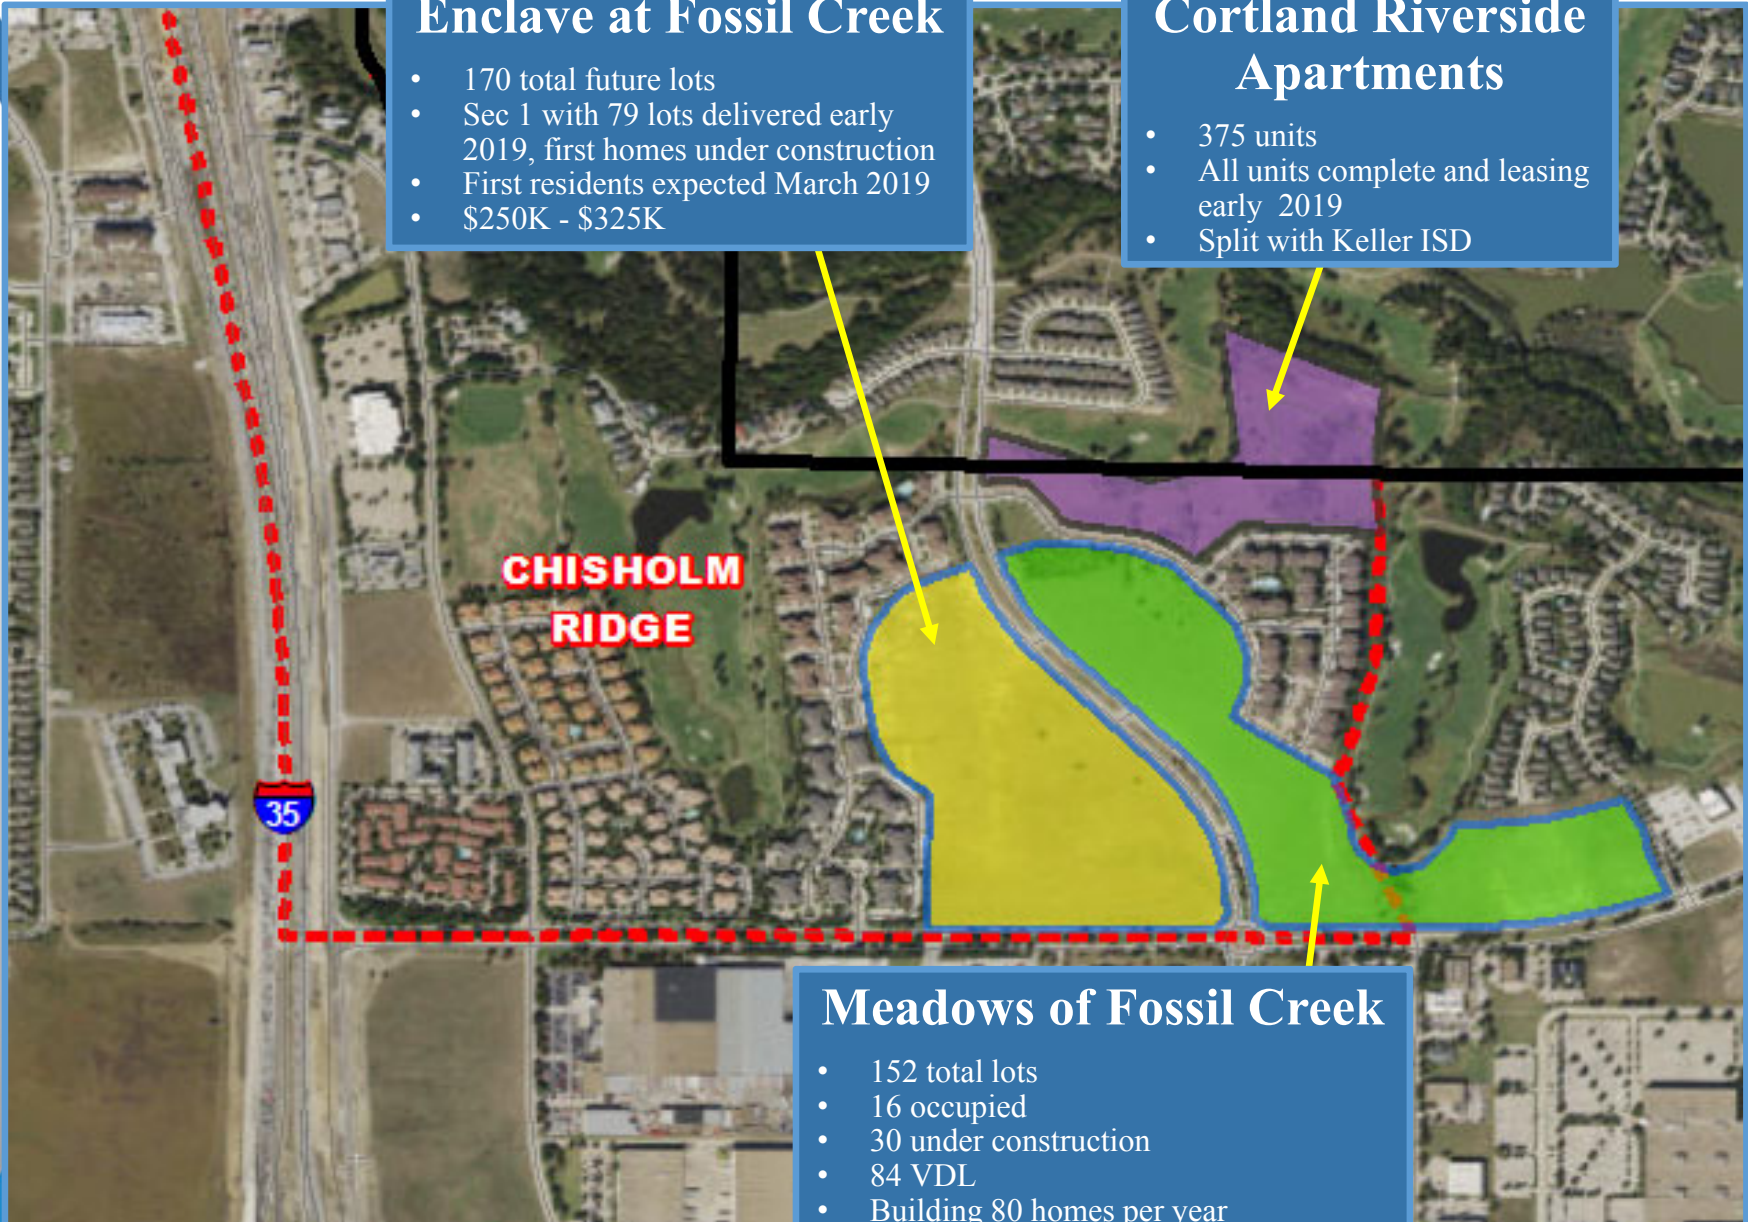 Enclave at Fossil Creek
• 170 total future lots
• Sec 1 with 79 lots delivered early
2019, first homes under construction
• First residents expected March 2019
• $250K - $325K
Cortland Riverside
Apartments
• 375 units
• All units complete and leasing
early  2019
• Split with Keller ISD
CHISHOLM
RIDGE
35
Meadows of Fossil Creek
• 152 total lots
• 16 occupied
• 30 under construction
• 84 VDL
• Building 80 homes per year